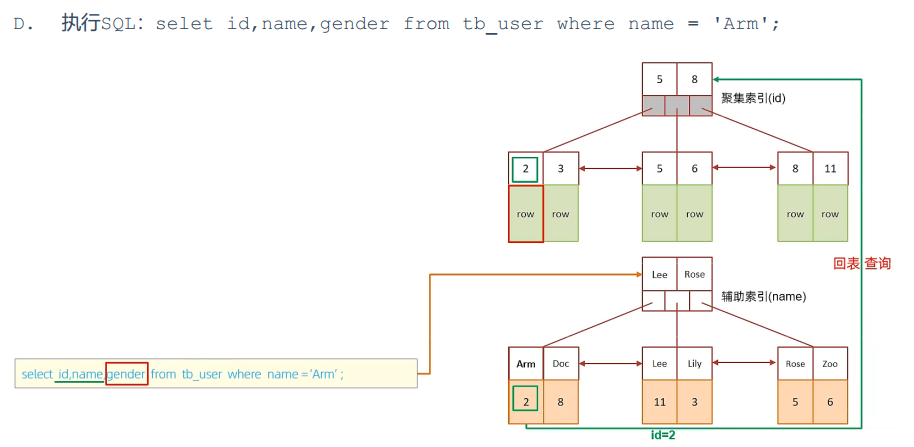 D. 执行SQL: selet id,name,gender from tb_user where name = 'Arm';
5 8
聚集索引(id)
2 3 5 6 8 11
row row row row row row
回表 查询
Lee Rose
辅助索引(name)
select id,name,gender from tb_user where name ='Arm' ;
Arm Doc Lee Lily Rose Zoo
2 8 11 3 5 6
id=2